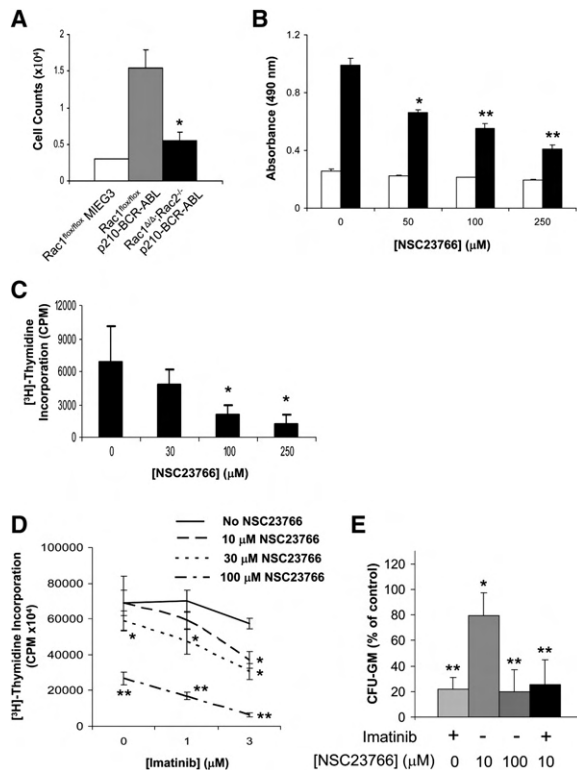 A
Cell Counts (x10⁴)
2
1.5
1
0.5
0
*
Rac1flox/flox MIEG3
Rac1flox/flox
p210-BCR-ABL
Rac1Δ/Δ;Rac2-/-
p210-BCR-ABL
B
Absorbance (490 nm)
1.2
0.8
0.4
0
*
**
**
0 50 100 250
[NSC23766] (µM)
C
[³H]-Thymidine
Incorporation (CPM)
12000
9000
6000
3000
0
*
*
0 30 100 250
[NSC23766] (µM)
D
No NSC23766
10 µM NSC23766
30 µM NSC23766
100 µM NSC23766
[³H]-Thymidine Incorporation
(CPM x10⁴)
100000
80000
60000
40000
20000
0
*
*
*
*
**
**
**
0 1 3
[Imatinib] (µM)
E
CFU-GM (% of control)
120
100
80
60
40
20
0
** * ** **
Imatinib + - - +
[NSC23766] (µM) 0 10 100 10